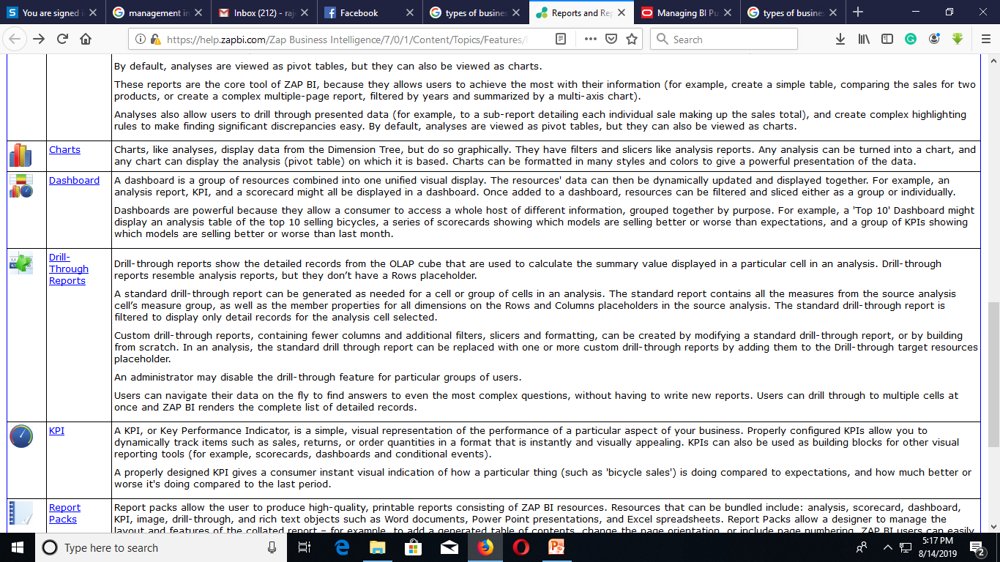 You are signed i
management in
Inbox (212) - raj
Facebook
types of busines
Reports and Rep
Managing BI Pu
types of busines
https://help.zapbi.com/Zap Business Intelligence/7/0/1/Content/Topics/Features/
Search
By default, analyses are viewed as pivot tables, but they can also be viewed as charts.
These reports are the core tool of ZAP BI, because they allows users to achieve the most with their information (for example, create a simple table, comparing the sales for two
products, or create a complex multiple-page report, filtered by years and summarized by a multi-axis chart).
Analyses also allow users to drill through presented data (for example, to a sub-report detailing each individual sale making up the sales total), and create complex highlighting
rules to make finding significant discrepancies easy. By default, analyses are viewed as pivot tables, but they can also be viewed as charts.
Charts
Charts, like analyses, display data from the Dimension Tree, but do so graphically. They have filters and slicers like analysis reports. Any analysis can be turned into a chart, and
any chart can display the analysis (pivot table) on which it is based. Charts can be formatted in many styles and colors to give a powerful presentation of the data.
Dashboard
A dashboard is a group of resources combined into one unified visual display. The resources' data can then be dynamically updated and displayed together. For example, an
analysis report, KPI, and a scorecard might all be displayed in a dashboard. Once added to a dashboard, resources can be filtered and sliced either as a group or individually.
Dashboards are powerful because they allow a consumer to access a whole host of different information, grouped together by purpose. For example, a 'Top 10' Dashboard might
display an analysis table of the top 10 selling bicycles, a series of scorecards showing which models are selling better or worse than expectations, and a group of KPIs showing
which models are selling better or worse than last month.
Drill-
Through
Reports
Drill-through reports show the detailed records from the OLAP cube that are used to calculate the summary value displayed in a particular cell in an analysis. Drill-through
reports resemble analysis reports, but they don't have a Rows placeholder.
A standard drill-through report can be generated as needed for a cell or group of cells in an analysis. The standard report contains all the measures from the source analysis
cell's measure group, as well as the member properties for all dimensions on the Rows and Columns placeholders in the source analysis. The standard drill-through report is
filtered to display only detail records for the analysis cell selected.
Custom drill-through reports, containing fewer columns and additional filters, slicers and formatting, can be created by modifying a standard drill-through report, or by building
from scratch. In an analysis, the standard drill through report can be replaced with one or more custom drill-through reports by adding them to the Drill-through target resources
placeholder.
An administrator may disable the drill-through feature for particular groups of users.
Users can navigate their data on the fly to find answers to even the most complex questions, without having to write new reports. Users can drill through to multiple cells at
once and ZAP BI renders the complete list of detailed records.
KPI
A KPI, or Key Performance Indicator, is a simple, visual representation of the performance of a particular aspect of your business. Properly configured KPIs allow you to
dynamically track items such as sales, returns, or order quantities in a format that is instantly and visually appealing. KPIs can also be used as building blocks for other visual
reporting tools (for example, scorecards, dashboards and conditional events).
A properly designed KPI gives a consumer instant visual indication of how a particular thing (such as 'bicycle sales') is doing compared to expectations, and how much better or
worse it's doing compared to the last period.
Report
Packs
Report packs allow the user to produce high-quality, printable reports consisting of ZAP BI resources. Resources that can be bundled include: analysis, scorecard, dashboard,
KPI, image, drill-through, and rich text objects such as Word documents, Power Point presentations, and Excel spreadsheets. Report Packs allow a designer to manage the
layout and features of the collated report – for example, to add a generated table of contents, change the page orientation, or include page numbering. ZAP BI users can easily
Type here to search
5:17 PM
8/14/2019
2